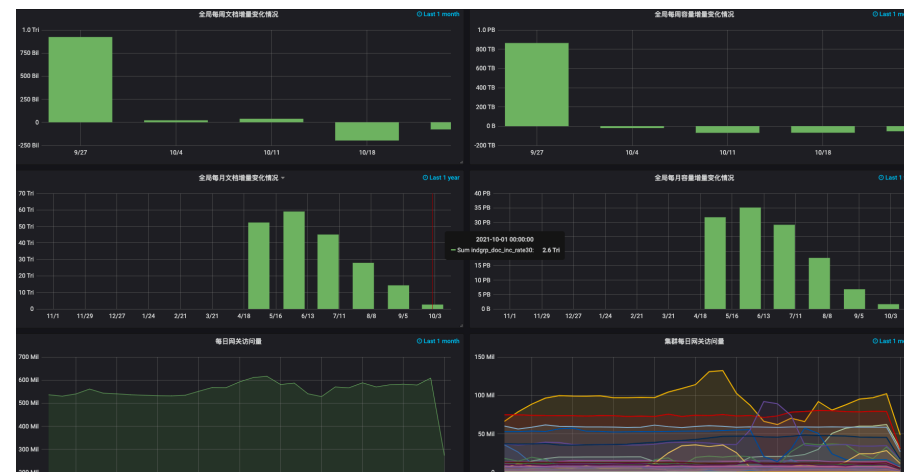 全局每周文档增量变化情况
Last 1 month
1.0 Tri
750 Bil
500 Bil
250 Bil
0
-250 Bil
9/27 10/4 10/11 10/18
全局每周容量增量变化情况
Last 1 mo
1.0 PB
800 TB
600 TB
400 TB
200 TB
0 B
-200 TB
9/27 10/4 10/11 10/18
全局每月文档增量变化情况
Last 1 year
70 Tri
60 Tri
50 Tri
40 Tri
30 Tri
20 Tri
10 Tri
0
11/1 11/29 12/27 1/24 2/21 3/21 4/18 5/16 6/13 7/11 8/8 9/5 10/3
2021-10-01 00:00:00
Sum indgrp_doc_inc_rate30: 2.6 Tri
全局每月容量增量变化情况
Last 1
40 PB
35 PB
30 PB
15 PB
10 PB
5 PB
0 B
11/1 11/29 12/27 1/24 2/21 3/21 4/18 5/16 6/13 7/11 8/8 9/5 10/3
每日网关访问量
Last 1 month
700 Mil
600 Mil
500 Mil
400 Mil
300 Mil
200 Mil
集群每日网关访问量
Last 1 mo
150 Mil
100 Mil
50 Mil
0